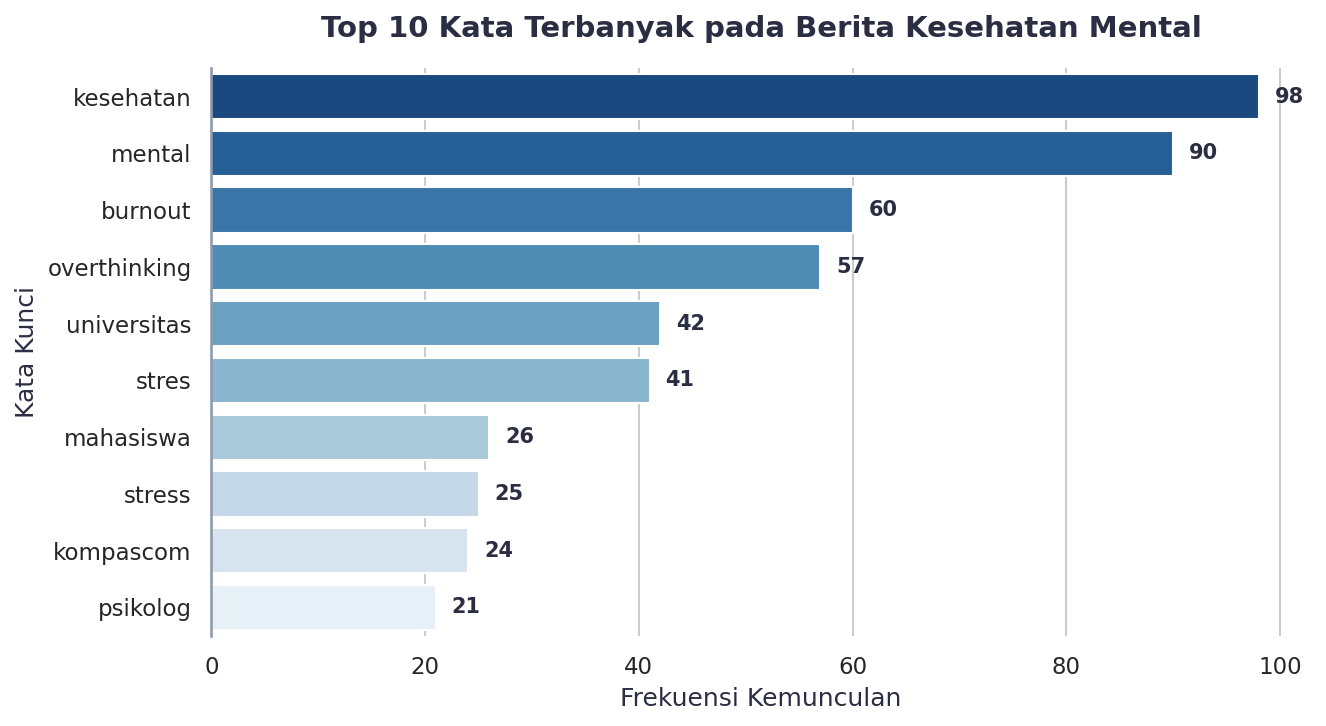 Top 10 Kata Terbanyak pada Berita Kesehatan Mental
Kata Kunci
kesehatan 98
mental 90
burnout 60
overthinking 57
universitas 42
stres 41
mahasiswa 26
stress 25
kompascom 24
psikolog 21
0 20 40 60 80 100
Frekuensi Kemunculan